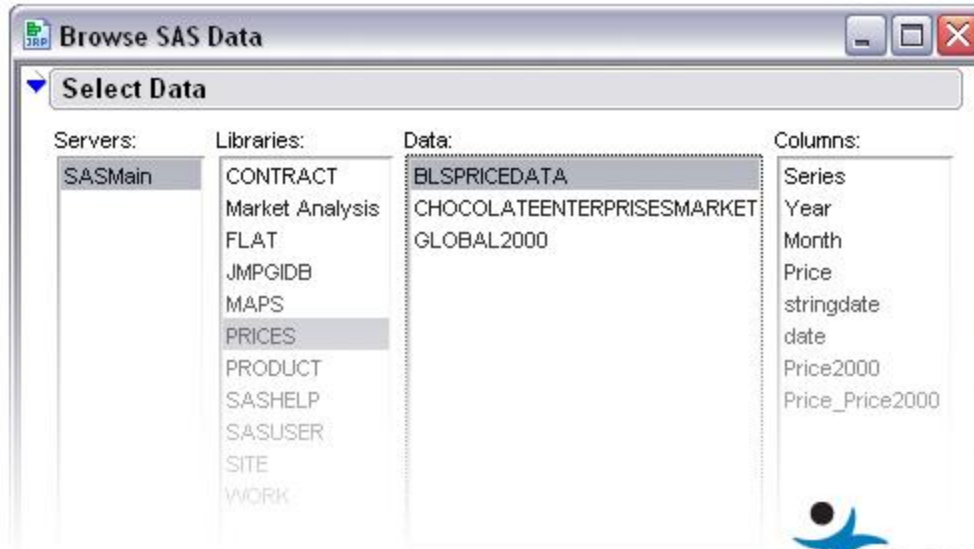 Browse SAS Data
Select Data
Servers:
SASMain
Libraries:
CONTRACT
Market Analysis
FLAT
JMPGIDB
MAPS
PRICES
PRODUCT
SASHELP
SASUSER
SITE
WORK
Data:
BLSPRICEDATA
CHOCOLATEENTERPRISESMARKET
GLOBAL2000
Columns:
Series
Year
Month
Price
stringdate
date
Price2000
Price_Price2000